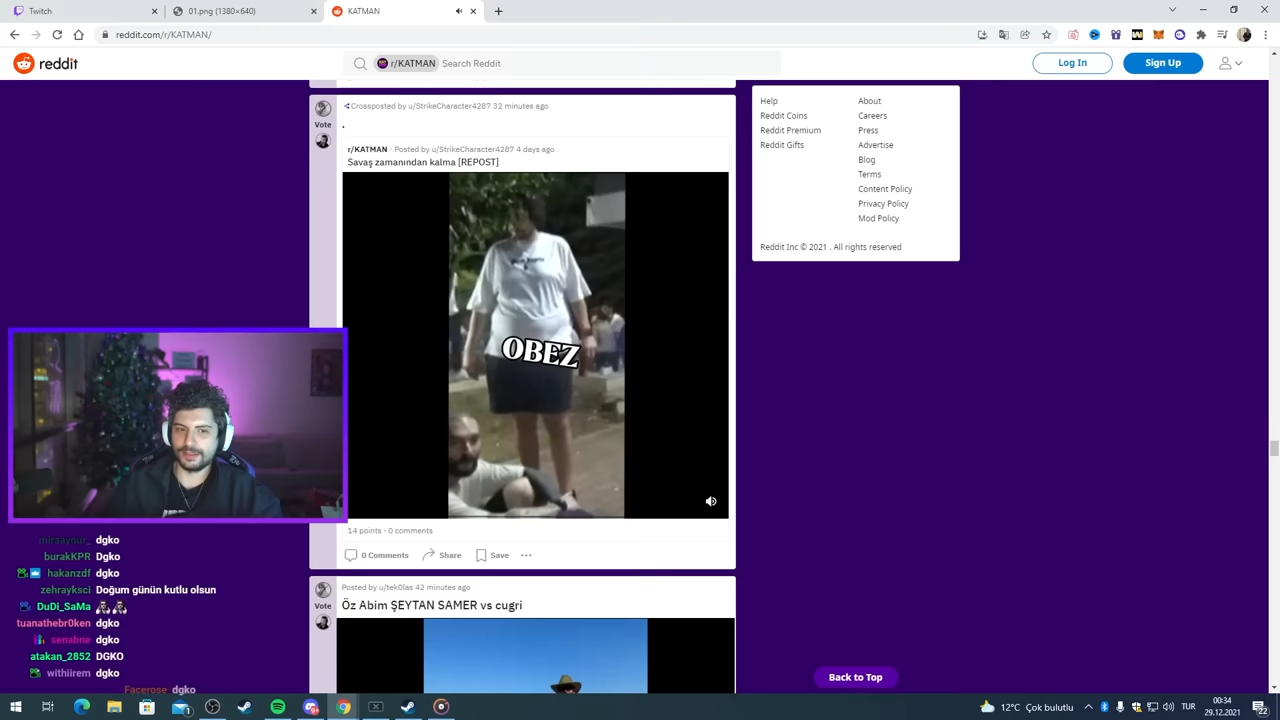 Twitch
01.png (1380×640)
KATMAN
reddit.com/r/KATMAN/
reddit
r/KATMAN Search Reddit
Log In
Sign Up
Crossposted by u/StrikeCharacter4287 32 minutes ago
Vote
.
r/KATMAN · Posted by u/StrikeCharacter4287 4 days ago
Savaş zamanından kalma [REPOST]
OBEZ
14 points · 0 comments
0 Comments
Share
Save
Posted by u/tek0las 42 minutes ago
Vote
Öz Abim ŞEYTAN SAMER vs cugri
Help
Reddit Coins
Reddit Premium
Reddit Gifts
About
Careers
Press
Advertise
Blog
Terms
Content Policy
Privacy Policy
Mod Policy
Reddit Inc © 2021 . All rights reserved
Back to Top
miraaynur_ dgko
burakKPR Dgko
hakanzdf dgko
zehrayksci Doğum günün kutlu olsun
DuDi_SaMa
tuanathebr0ken dgko
senabne dgko
atakan_2852 DGKO
withiirem dgko
Facerose dgko
12°C Çok bulutlu
TUR
00:34
29.12.2021
22